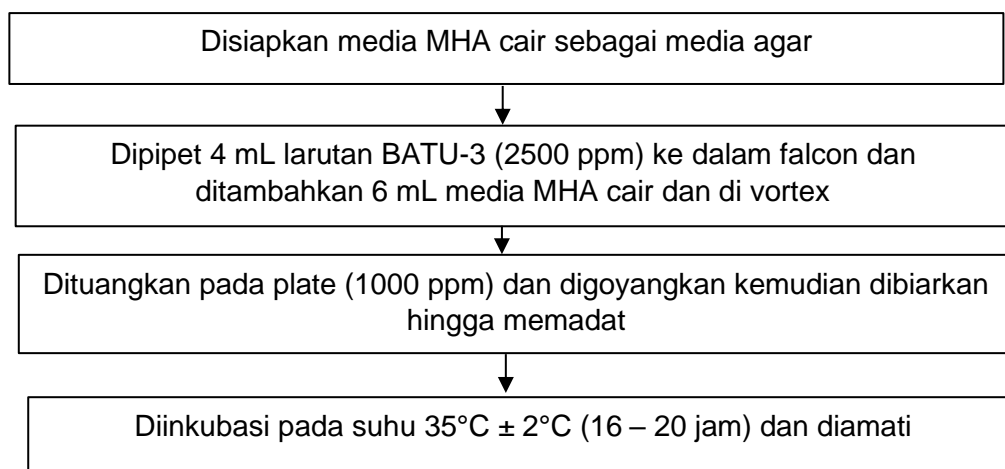 Disiapkan media MHA cair sebagai media agar
Dipipet 4 mL larutan BATU-3 (2500 ppm) ke dalam falcon dan
ditambahkan 6 mL media MHA cair dan di vortex
Dituangkan pada plate (1000 ppm) dan digoyangkan kemudian dibiarkan
hingga memadat
Diinkubasi pada suhu 35°C ± 2°C (16 – 20 jam) dan diamati